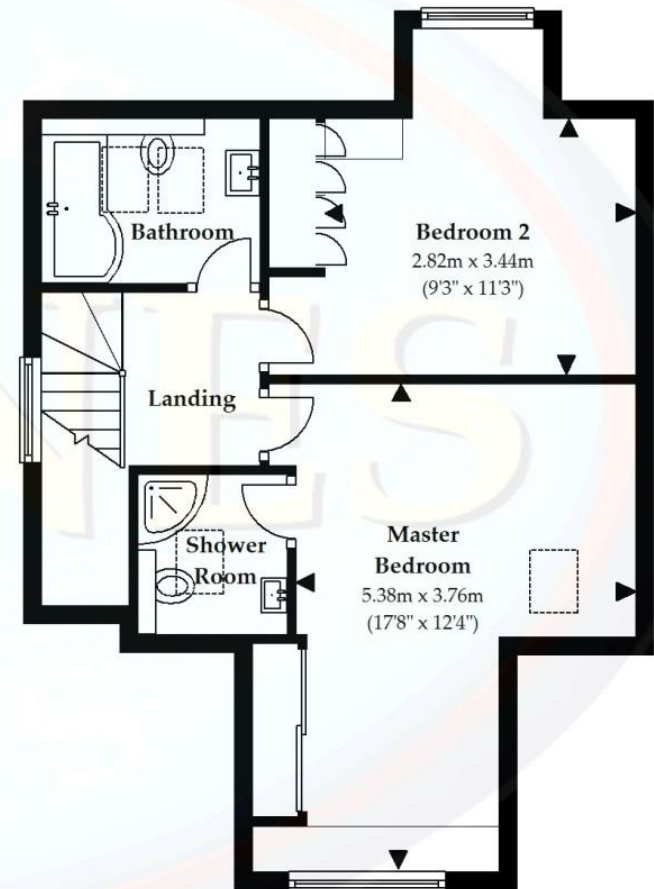 Bathroom
Bedroom 2
2.82m x 3.44m
(9'3" x 11'3")
Landing
Shower
Room
Master
Bedroom
5.38m x 3.76m
(17'8" x 12'4")
NES